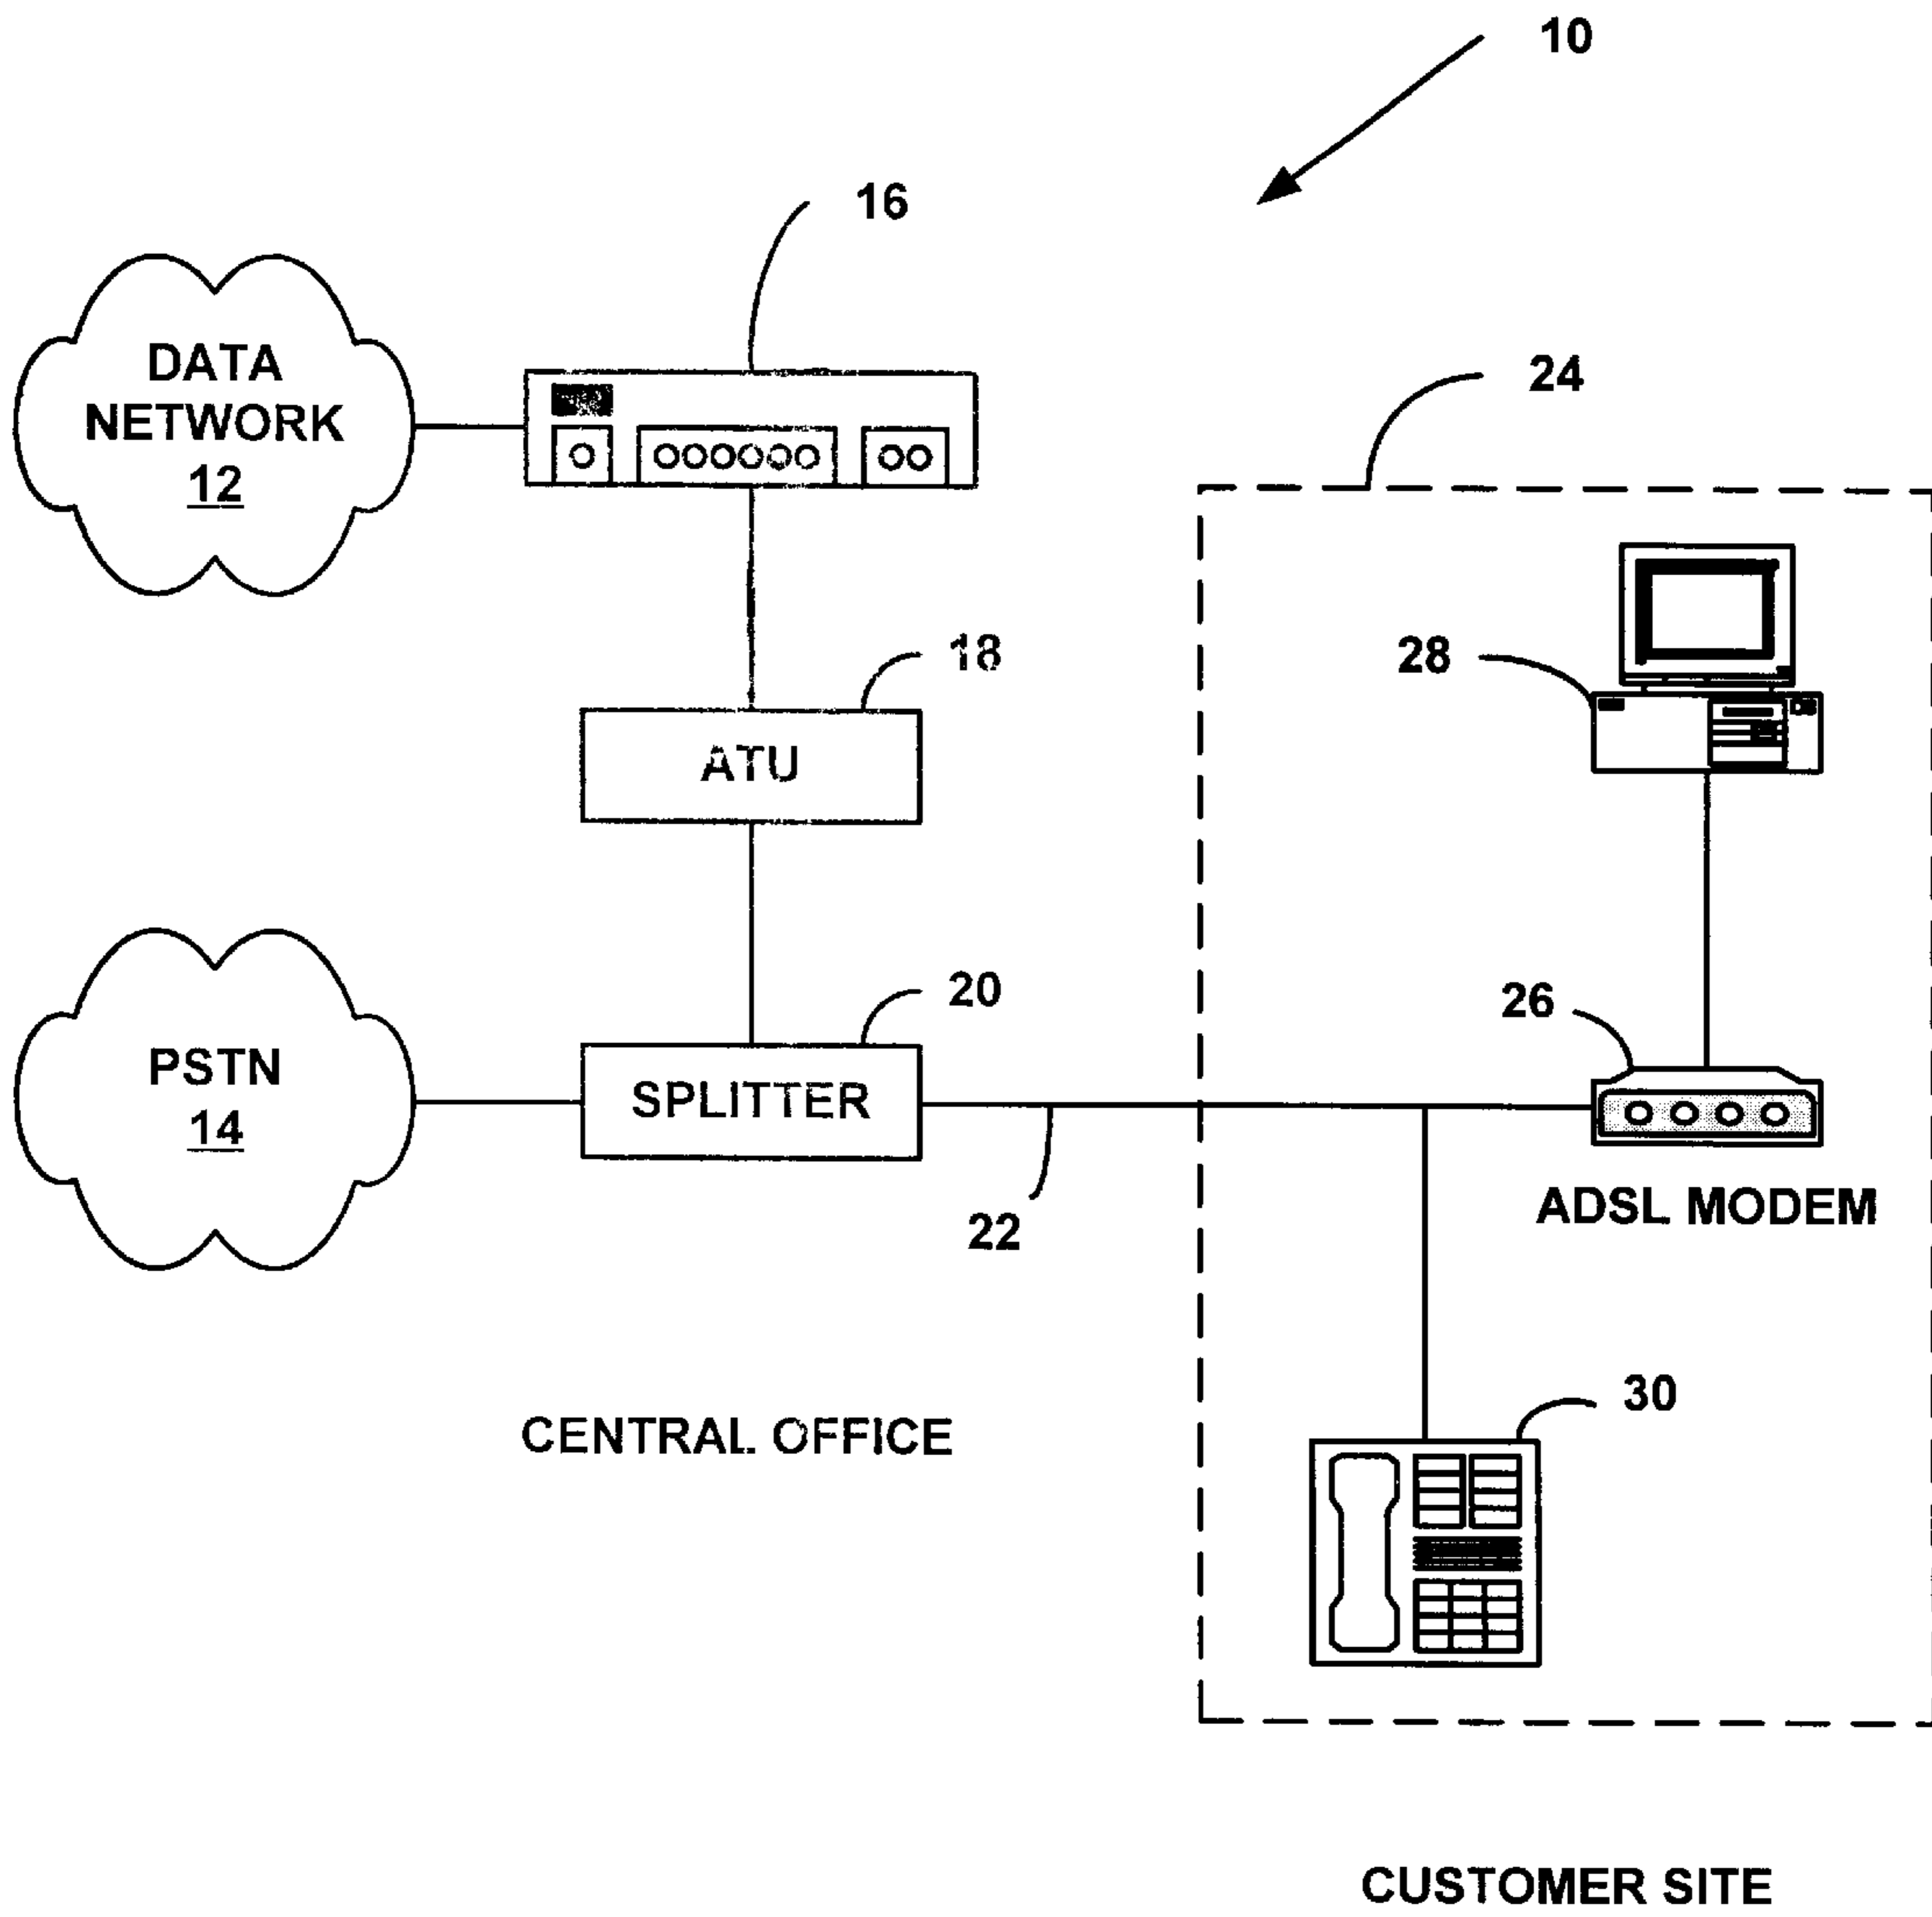 10
16
DATA
NETWORK
12
24
18
28
ATU
20
26
PSTN
14
SPLITTER
22
ADSL MODEM
30
CENTRAL OFFICE
CUSTOMER SITE